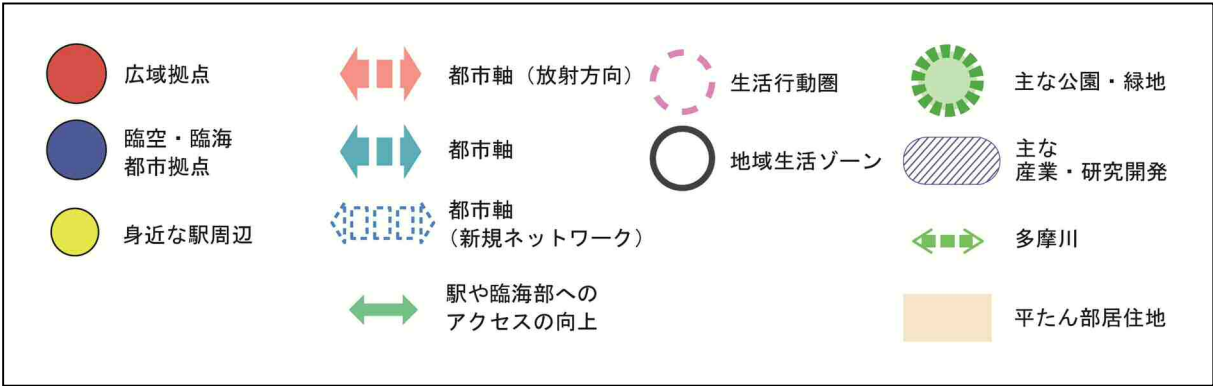 広域拠点
臨空・臨海
都市拠点
身近な駅周辺
都市軸（放射方向）
都市軸
都市軸
（新規ネットワーク）
駅や臨海部への
アクセスの向上
生活行動圏
地域生活ゾーン
主な公園・緑地
主な
産業・研究開発
多摩川
平たん部居住地